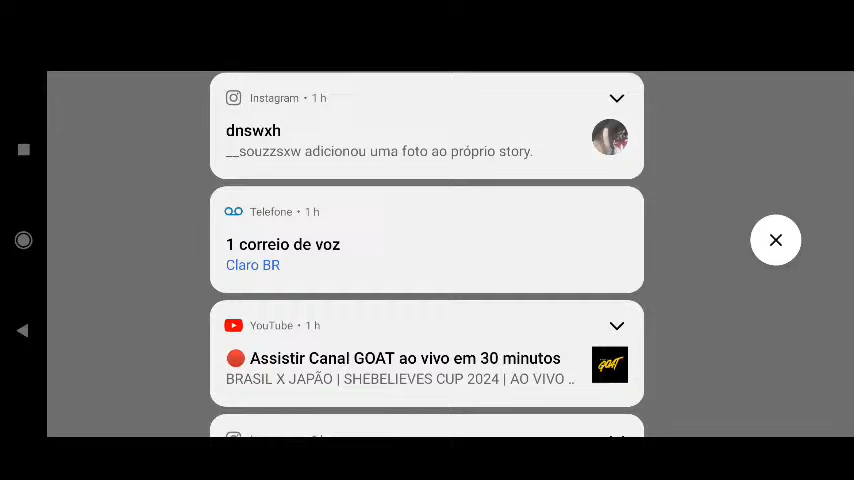 Instagram • 1 h
dnswxh
__souzzsxw adicionou uma foto ao próprio story.
Telefone • 1 h
1 correio de voz
Claro BR
YouTube • 1 h
🔴 Assistir Canal GOAT ao vivo em 30 minutos
BRASIL X JAPÃO | SHEBELIEVES CUP 2024 | AO VIVO ..
GOAT